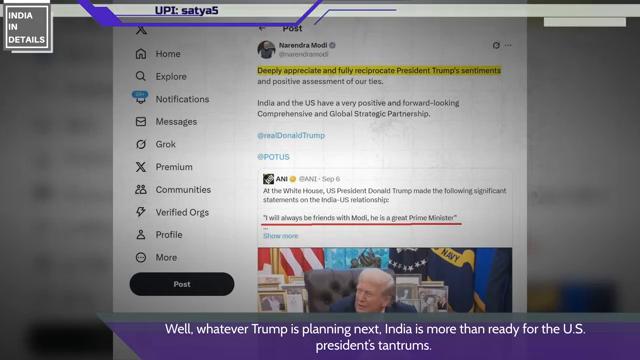 INDIA
IN
DETAILS
UPI: satya5
Post
Home
Explore
Notifications
Messages
Grok
Premium
Communities
Verified Orgs
Profile
More
Post
Narendra Modi
@narendramodi
Deeply appreciate and fully reciprocate President Trump's sentiments
and positive assessment of our ties.
India and the US have a very positive and forward-looking
Comprehensive and Global Strategic Partnership.
@realDonaldTrump
@POTUS
ANI @ANI · Sep 6
At the White House, US President Donald Trump made the following significant
statements on the India-US relationship:
"I will always be friends with Modi, he is a great Prime Minister"
...
Show more
NAVY
Well, whatever Trump is planning next, India is more than ready for the U.S.
president's tantrums.